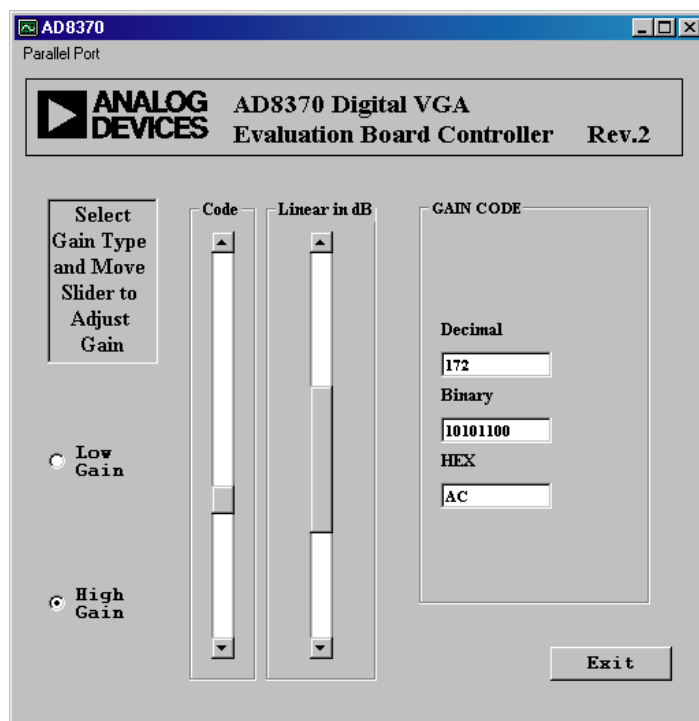 AD8370
Parallel Port
ANALOG
DEVICES
AD8370 Digital VGA
Evaluation Board Controller Rev.2
Select
Gain Type
and Move
Slider to
Adjust
Gain
Low
Gain
High
Gain
Code
Linear in dB
GAIN CODE
Decimal
172
Binary
10101100
HEX
AC
Exit